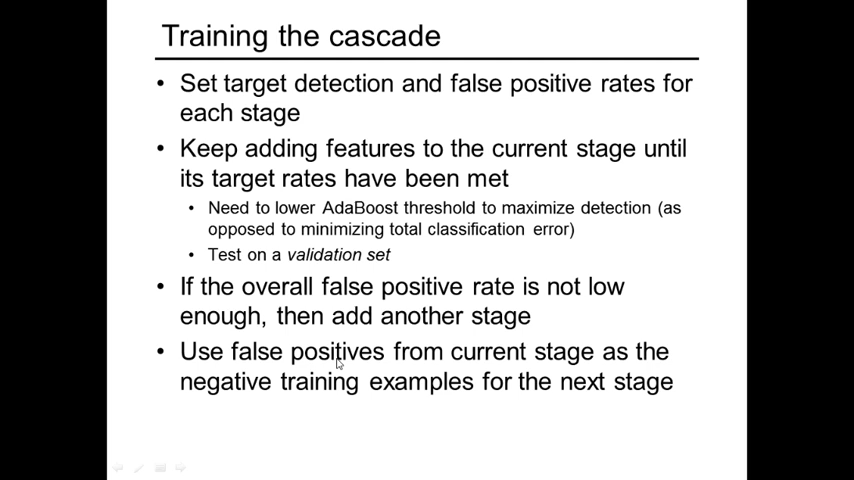 Training the cascade
• Set target detection and false positive rates for
each stage
• Keep adding features to the current stage until
its target rates have been met
• Need to lower AdaBoost threshold to maximize detection (as
opposed to minimizing total classification error)
• Test on a validation set
• If the overall false positive rate is not low
enough, then add another stage
• Use false positives from current stage as the
negative training examples for the next stage